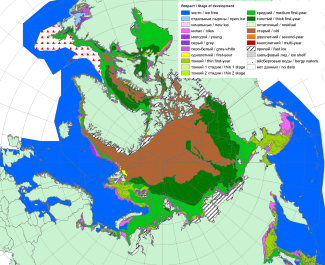 Возраст / Stage of development
чисто / ice free
отдельные льдины / open ice
начальные / new ice
нилас / nilas
молодой / young
серый / grey
серо-белый / grey-white
однолетний / first-year
тонкий / thin first-year
тонкий 1 стадия / thin 1 stage
тонкий 2 стадия / thin 2 stage
средний / medium first-year
толстый / thick first-year
остаточный / residual
старый / old
двухлетний / second-year
многолетний / multi-year
припай / fast ice
шельфовый лед / ice shelf
айсберговые воды / bergy waters
нет данных / no data